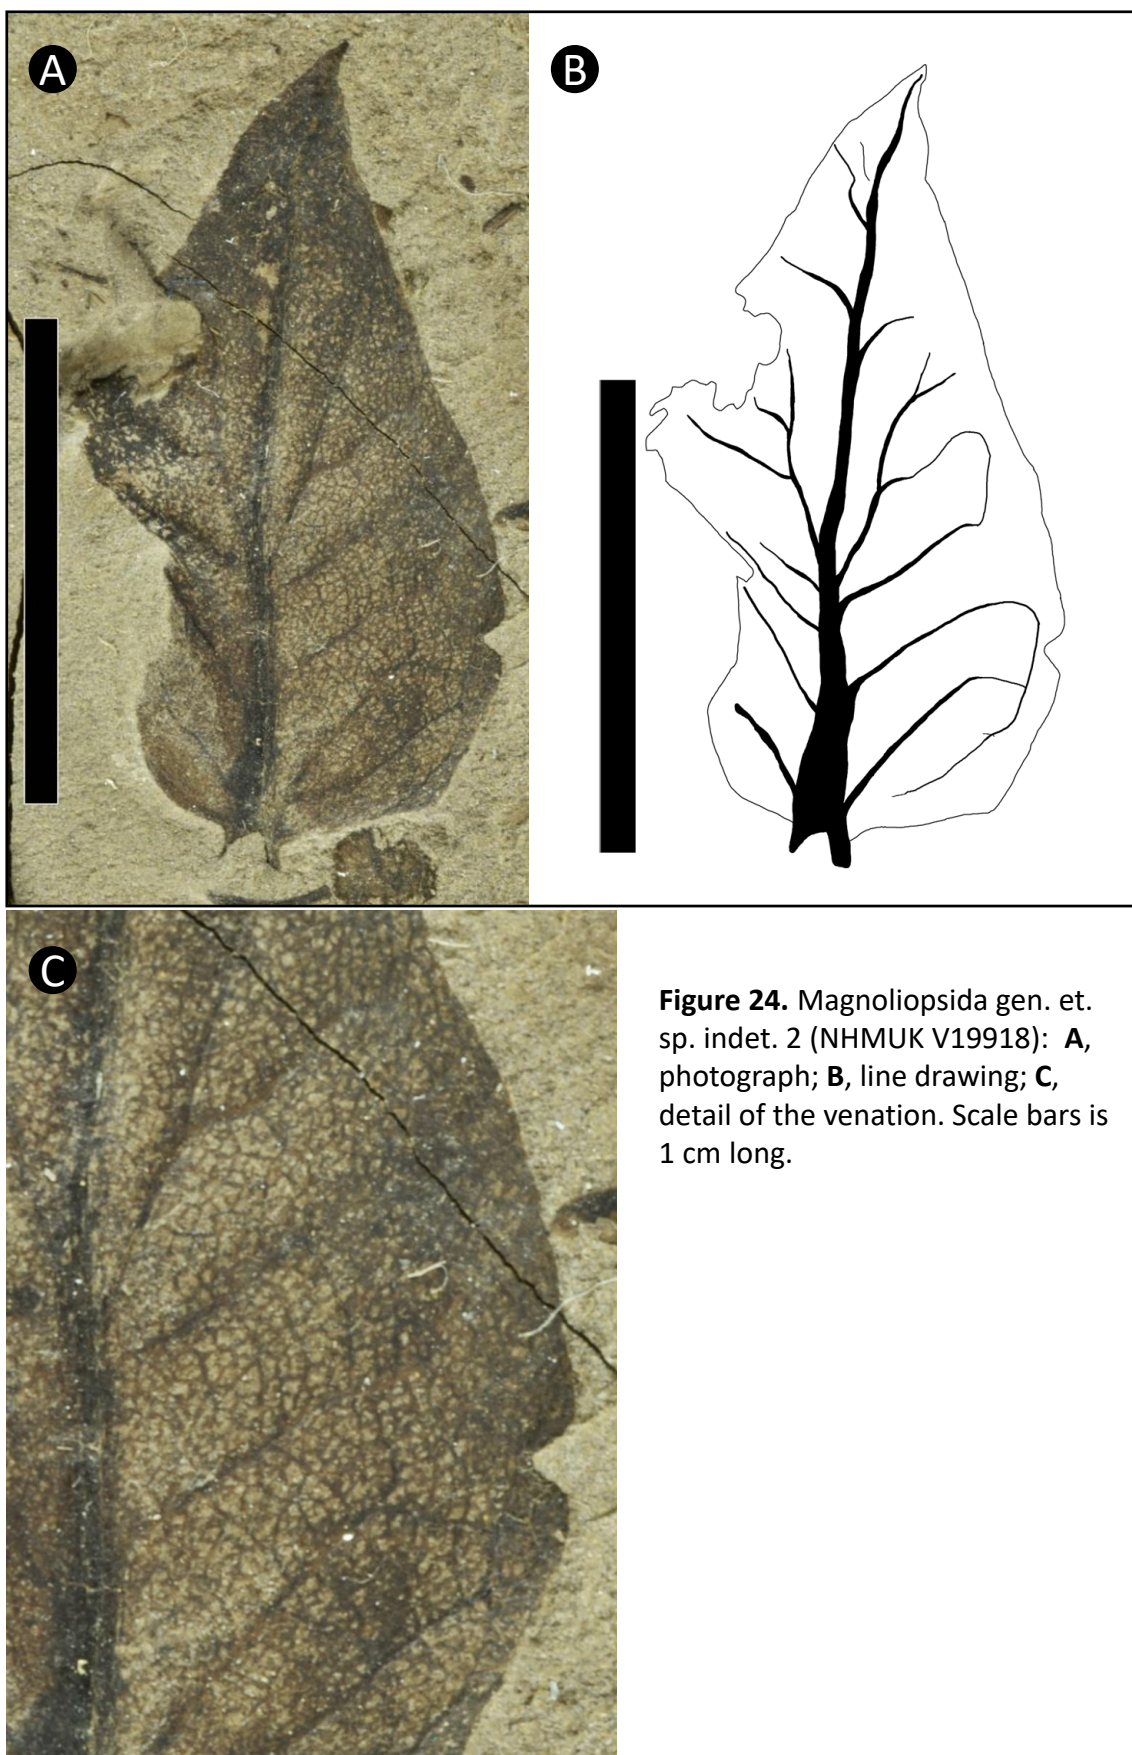 A
B
C
Figure 24. Magnoliopsida gen. et.
sp. indet. 2 (NHMUK V19918): A,
photograph; B, line drawing; C,
detail of the venation. Scale bars is
1 cm long.